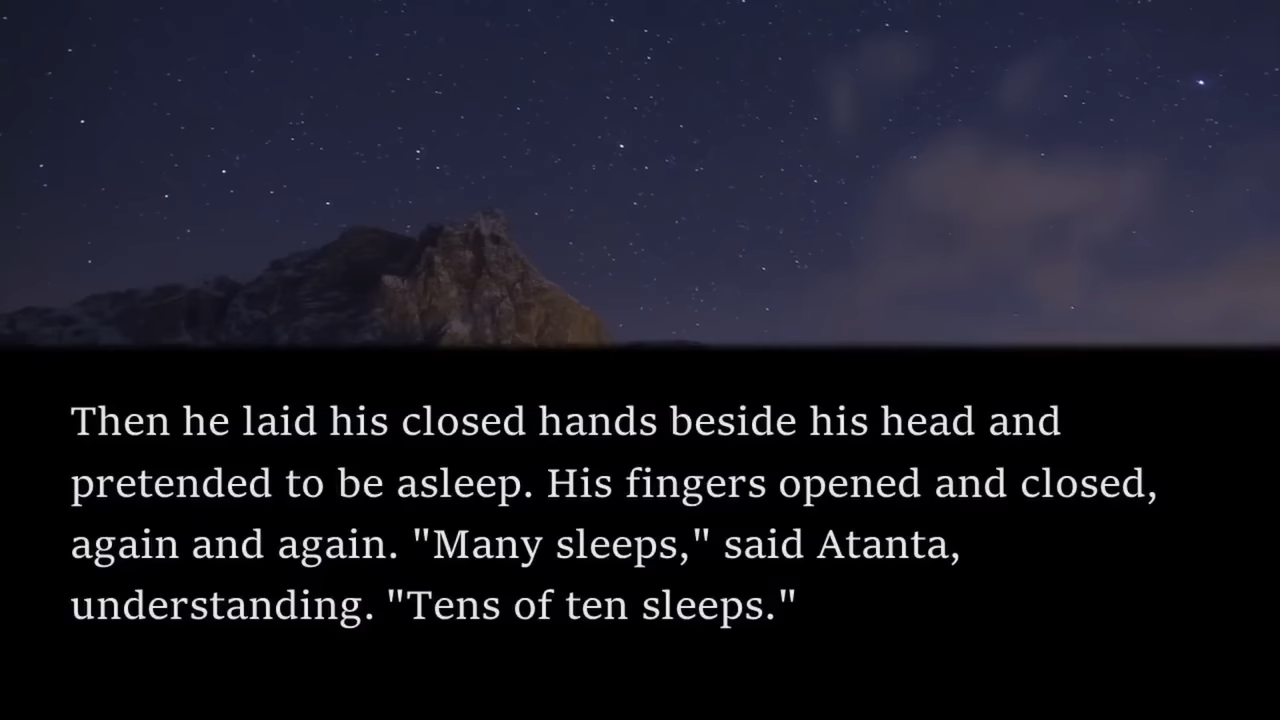 Then he laid his closed hands beside his head and
pretended to be asleep. His fingers opened and closed,
again and again. "Many sleeps," said Atanta,
understanding. "Tens of ten sleeps."